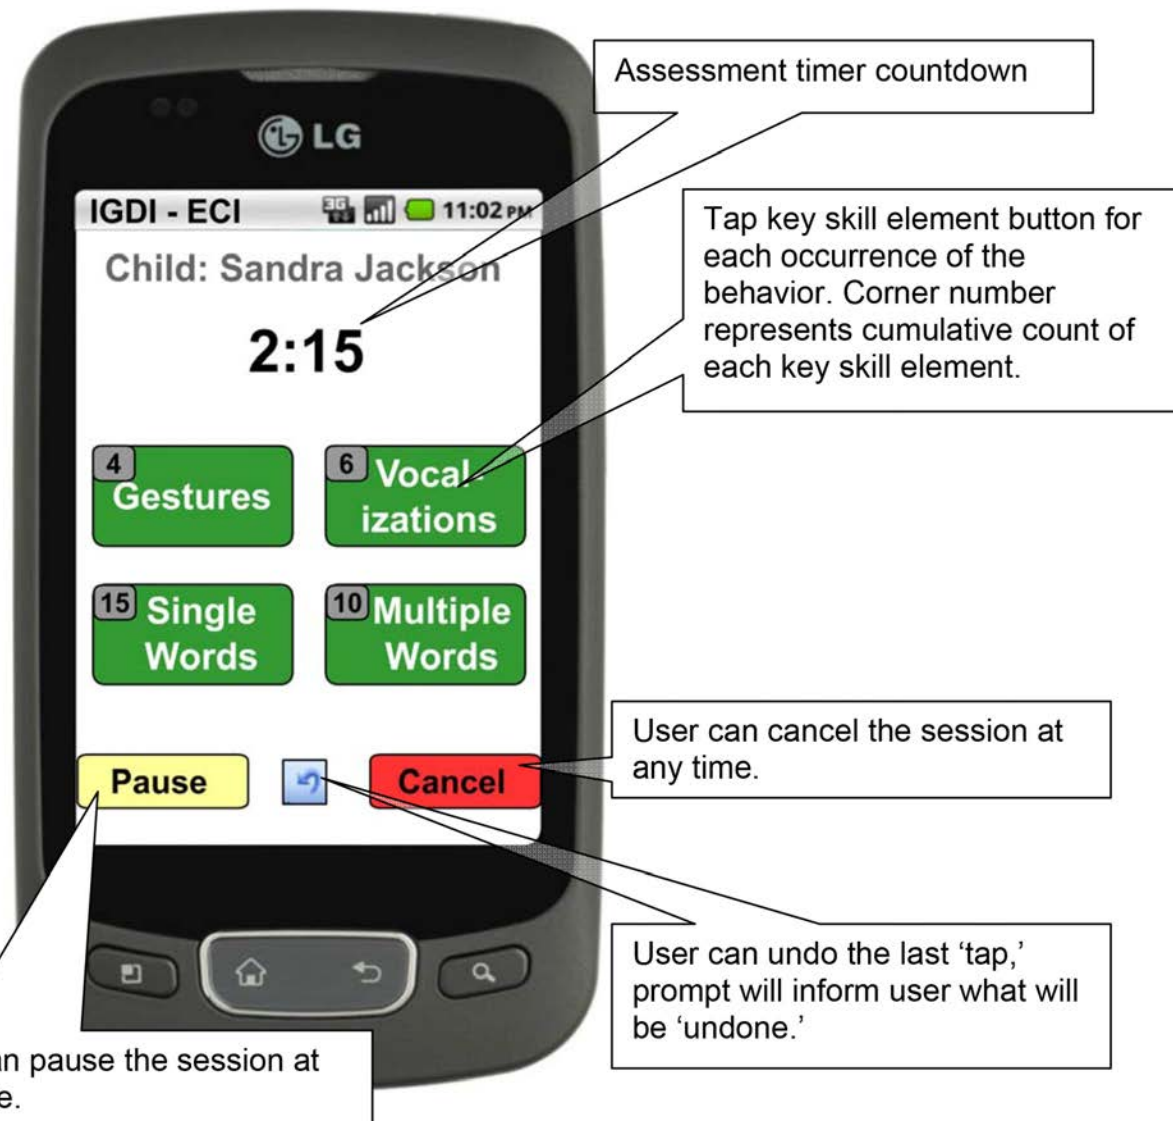 Assessment timer countdown
LG
IGDI - ECI 3G 11:02 PM
Child: Sandra Jackson
2:15
Tap key skill element button for
each occurrence of the
behavior. Corner number
represents cumulative count of
each key skill element.
4
Gestures
6 Vocal-
izations
15 Single
Words
10 Multiple
Words
Pause
Cancel
User can cancel the session at
any time.
User can undo the last ‘tap,’
prompt will inform user what will
be ‘undone.’
pause the session at